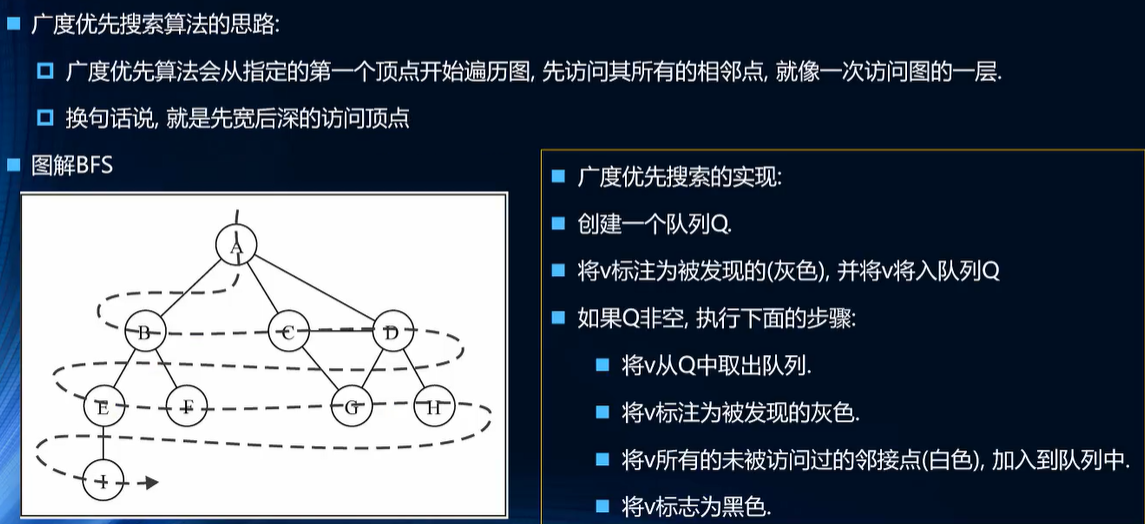 广度优先搜索算法的思路:
广度优先算法会从指定的第一个顶点开始遍历图, 先访问其所有的相邻点, 就像一次访问图的一层.
换句话说, 就是先宽后深的访问顶点
图解BFS
A
B
C
D
E
F
G
H
I
广度优先搜索的实现:
创建一个队列Q.
将v标注为被发现的(灰色), 并将v将入队列Q
如果Q非空, 执行下面的步骤:
将v从Q中取出队列.
将v标注为被发现的灰色.
将v所有的未被访问过的邻接点(白色), 加入到队列中.
将v标志为黑色.